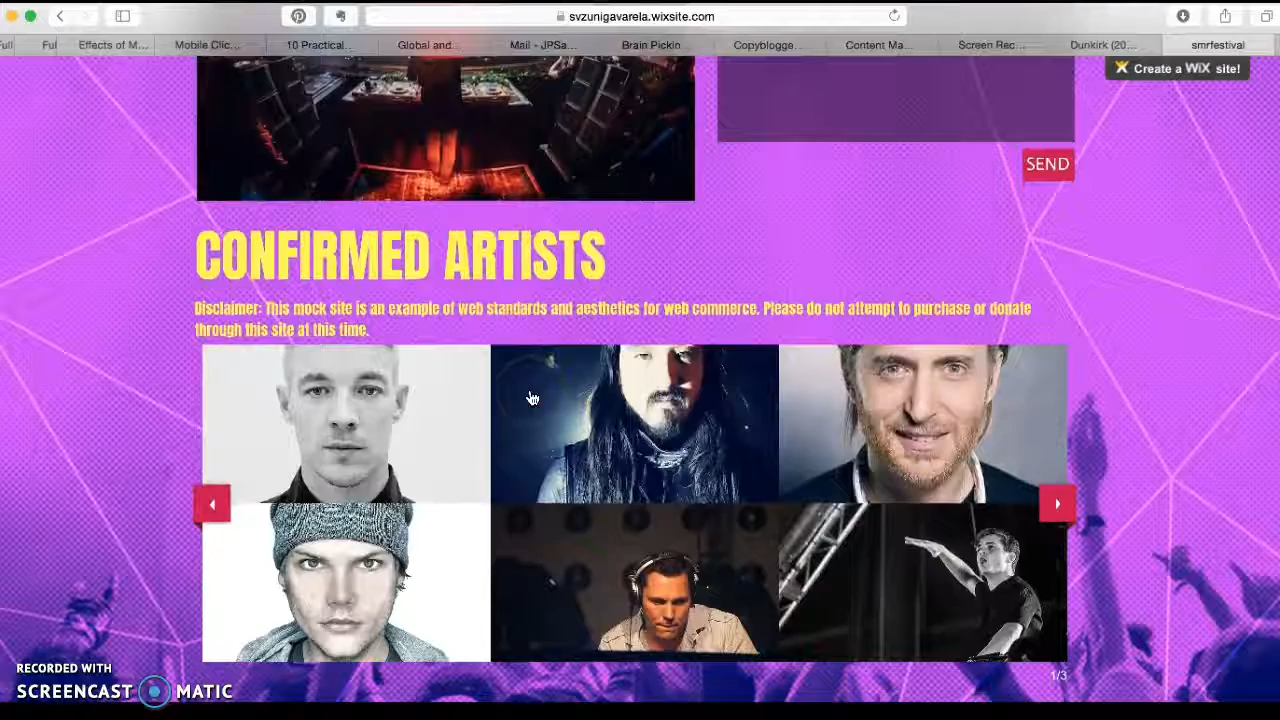 svzunigavarela.wixsite.com
Full
Ful
Effects of M...
Mobile Clic...
10 Practical...
Global and...
Mail - JPSa...
Brain Pickin...
Copyblogge...
Content Ma...
Screen Rec...
Dunkirk (20...
smrfestival
Create a WiX site!
SEND
CONFIRMED ARTISTS
Disclaimer: This mock site is an example of web standards and aesthetics for web commerce. Please do not attempt to purchase or donate
through this site at this time.
1/3
RECORDED WITH
SCREENCAST MATIC